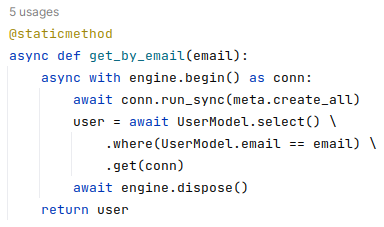 5 usages
@staticmethod
async def get_by_email(email):
    async with engine.begin() as conn:
        await conn.run_sync(meta.create_all)
        user = await UserModel.select() \
            .where(UserModel.email == email) \
            .get(conn)
        await engine.dispose()
    return user